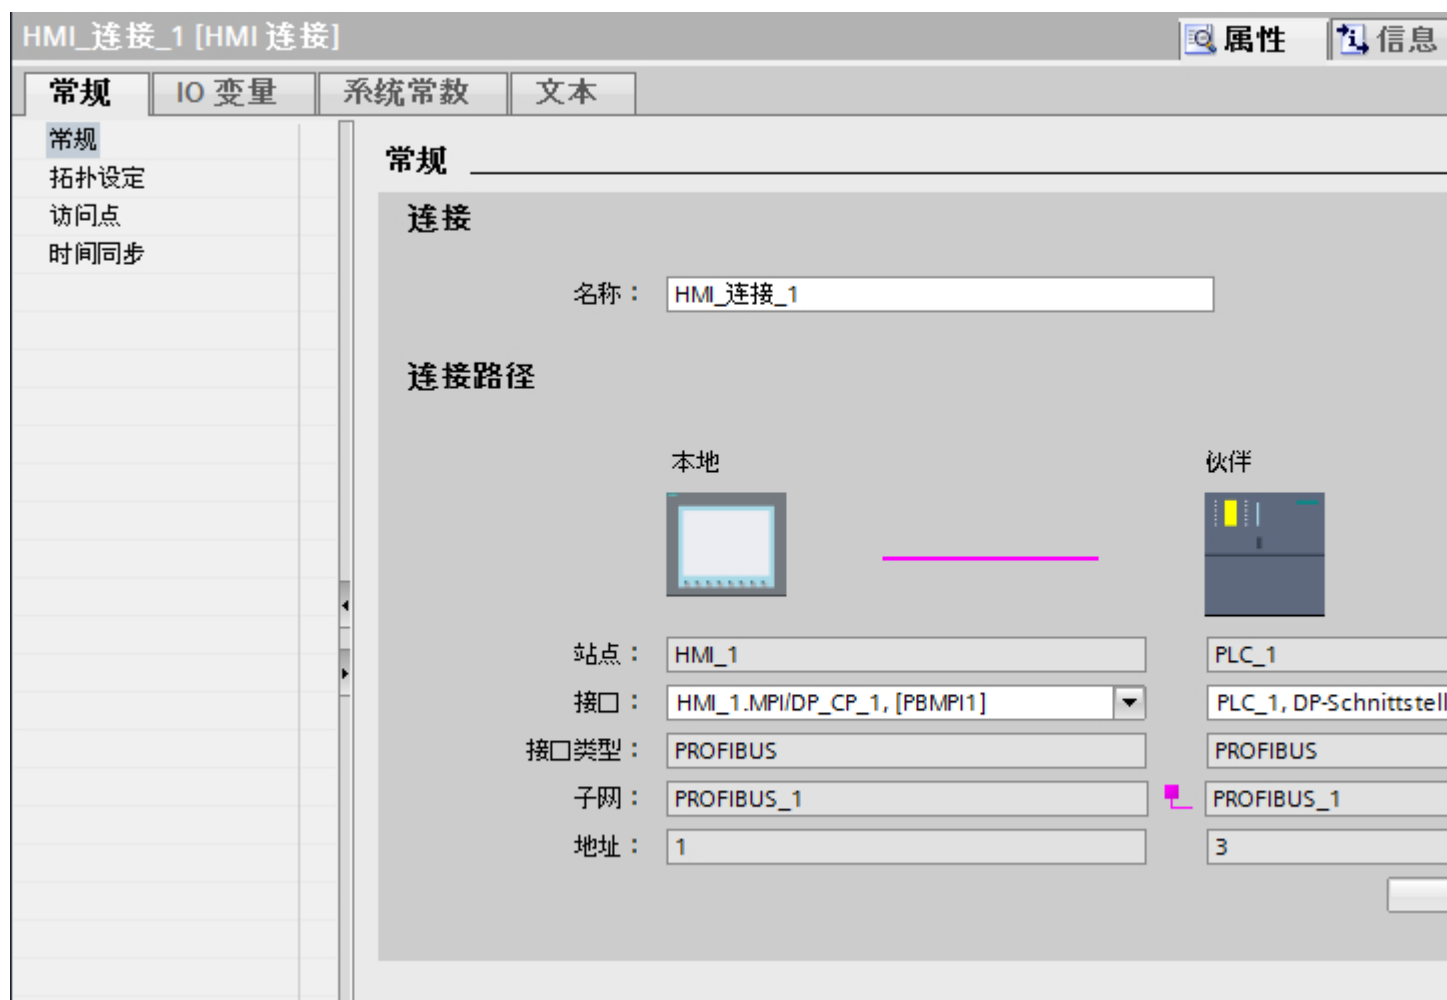 HMI_连接_1 [HMI 连接]
属性
信息
常规
IO 变量
系统常数
文本
常规
拓扑设定
访问点
时间同步
常规
连接
名称： HMI_连接_1
连接路径
本地 伙伴
站点： HMI_1 PLC_1
接口： HMI_1.MPI/DP_CP_1, [PBMPI1] PLC_1, DP-Schnittstell
接口类型： PROFIBUS PROFIBUS
子网： PROFIBUS_1 PROFIBUS_1
地址： 1 3